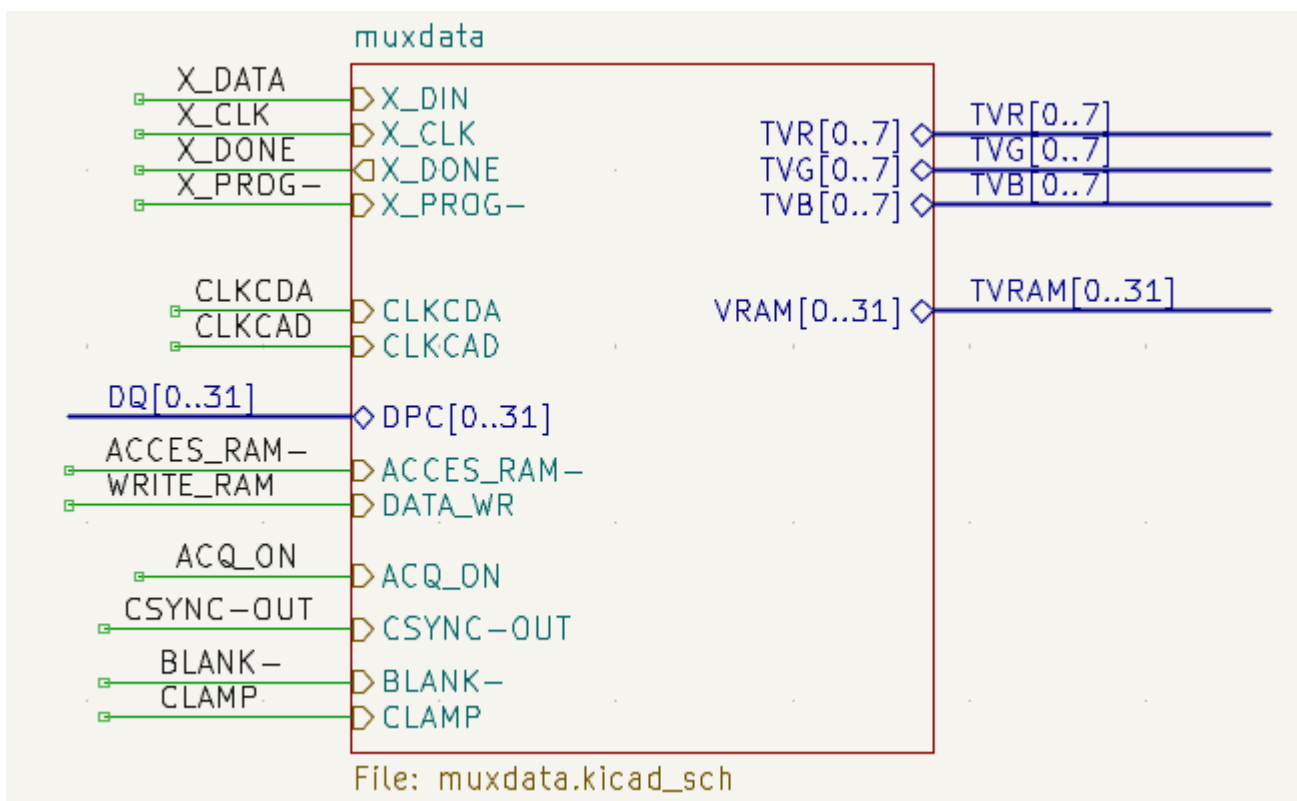 muxdata
X_DATA
X_DIN
X_CLK
X_CLK
X_DONE
X_DONE
X_PROG-
X_PROG-
TVR[0..7]
TVR[0..7]
TVG[0..7]
TVG[0..7]
TVB[0..7]
TVB[0..7]
CLKCDA
CLKCDA
CLKCAD
CLKCAD
VRAM[0..31]
TVRAM[0..31]
DQ[0..31]
DPC[0..31]
ACCES_RAM-
ACCES_RAM-
WRITE_RAM
DATA_WR
ACQ_ON
ACQ_ON
CSYNC-OUT
CSYNC-OUT
BLANK-
BLANK-
CLAMP
CLAMP
File: muxdata.kicad_sch